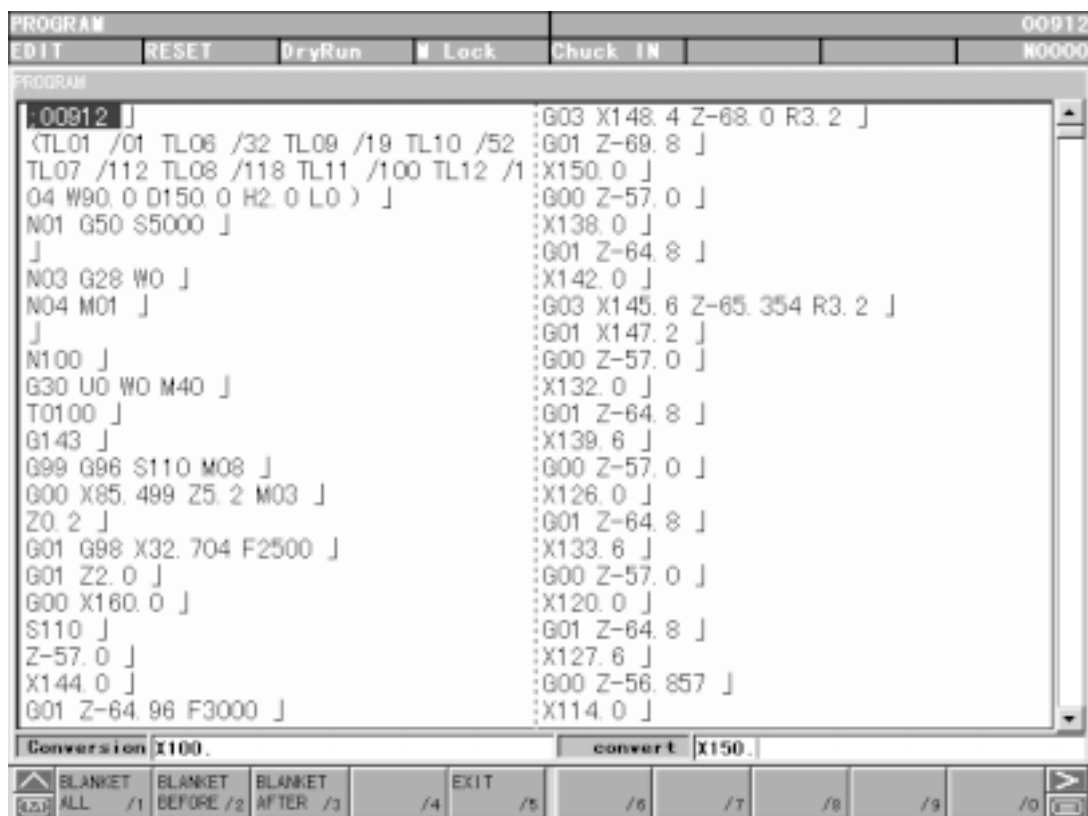 PROGRAM O0912
EDIT RESET DryRun M Lock Chuck IN N0000
PROGRAM
;O0912 ⏌
(TL01 /01 TL06 /32 TL09 /19 TL10 /52
TL07 /112 TL08 /118 TL11 /100 TL12 /1
04 W90.0 D150.0 H2.0 L0 ) ⏌
N01 G50 S5000 ⏌
⏌
N03 G28 W0 ⏌
N04 M01 ⏌
⏌
N100 ⏌
G30 U0 W0 M40 ⏌
T0100 ⏌
G143 ⏌
G99 G96 S110 M08 ⏌
G00 X85.499 Z5.2 M03 ⏌
Z0.2 ⏌
G01 G98 X32.704 F2500 ⏌
G01 Z2.0 ⏌
G00 X160.0 ⏌
S110 ⏌
Z-57.0 ⏌
X144.0 ⏌
G01 Z-64.96 F3000 ⏌
G03 X148.4 Z-68.0 R3.2 ⏌
G01 Z-69.8 ⏌
X150.0 ⏌
G00 Z-57.0 ⏌
X138.0 ⏌
G01 Z-64.8 ⏌
X142.0 ⏌
G03 X145.6 Z-65.354 R3.2 ⏌
G01 X147.2 ⏌
G00 Z-57.0 ⏌
X132.0 ⏌
G01 Z-64.8 ⏌
X139.6 ⏌
G00 Z-57.0 ⏌
X126.0 ⏌
G01 Z-64.8 ⏌
X133.6 ⏌
G00 Z-57.0 ⏌
X120.0 ⏌
G01 Z-64.8 ⏌
X127.6 ⏌
G00 Z-56.857 ⏌
X114.0 ⏌
Conversion X100. convert X150.
BLANKET BLANKET BLANKET EXIT
ALL /1 BEFORE /2 AFTER /3 /4 /5 /6 /7 /8 /9 /0